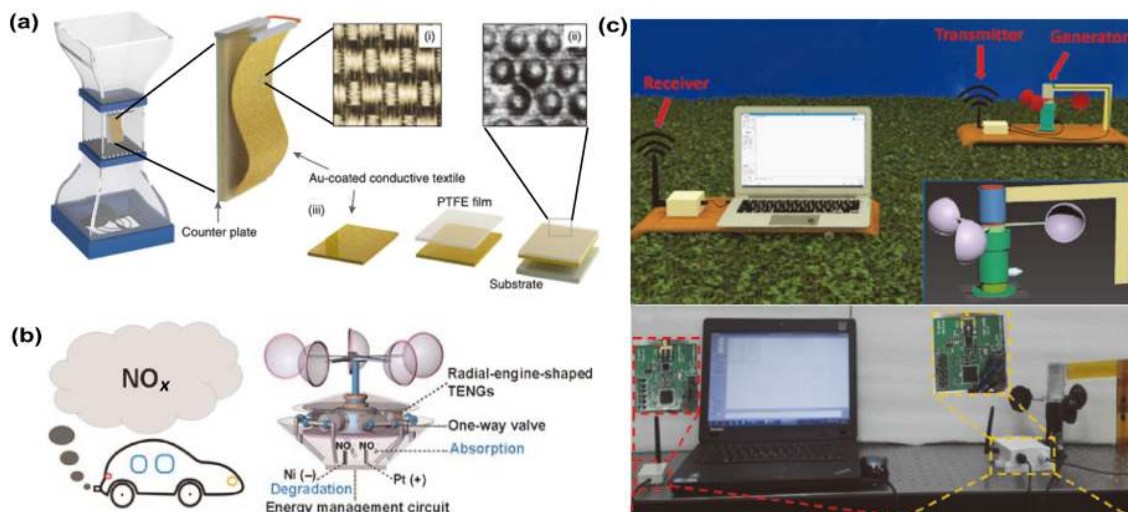 (a)
(i)
(ii)
Au-coated conductive textile
(iii)
PTFE film
Counter plate
Substrate
(b)
NOx
Radial-engine-shaped
TENGs
One-way valve
NO NO
Absorption
Ni (–)
Pt (+)
Degradation
Energy management circuit
(c)
Transmitter
Generator
Receiver